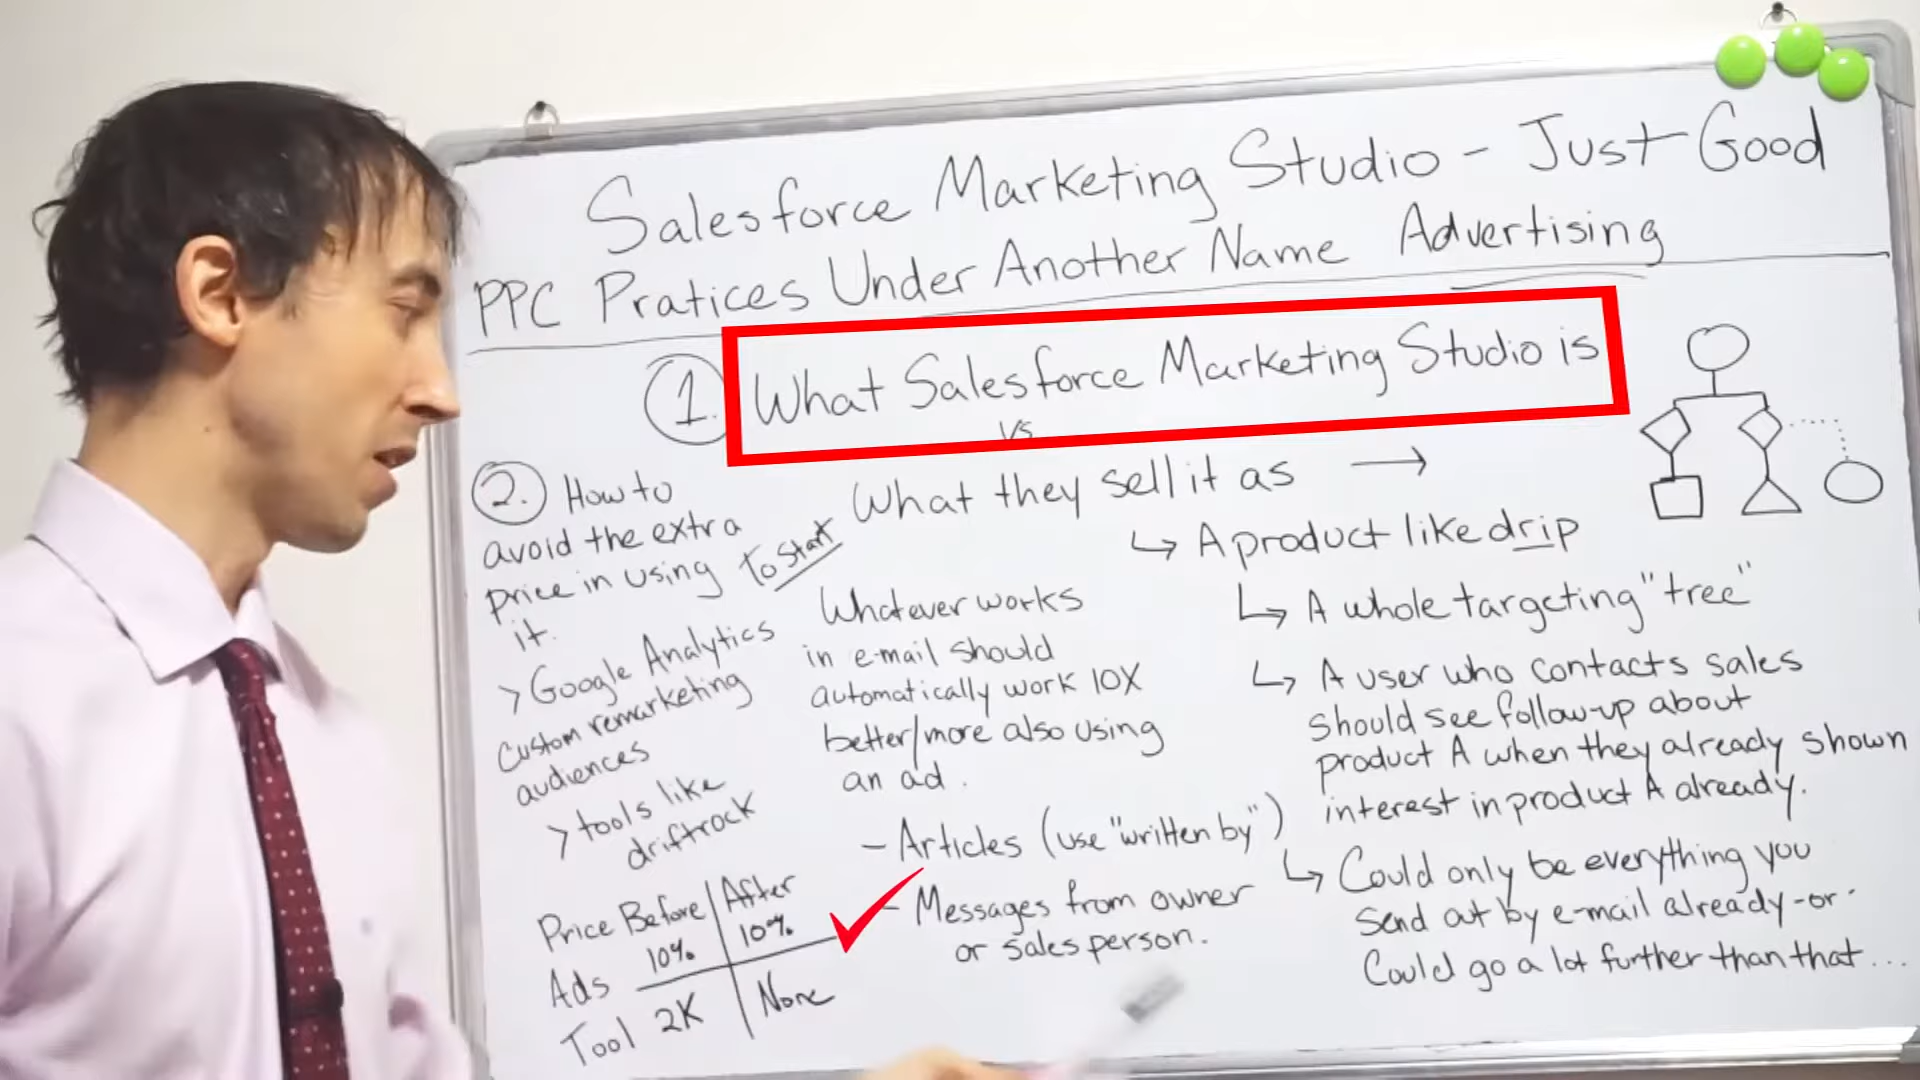 Salesforce Marketing Studio - Just Good
PPC Pratices Under Another Name Advertising
1. What Salesforce Marketing Studio is
vs
What they sell it as →
2. How to
avoid the extra
price in using
it.
to start
> Google Analytics
custom remarketing
audiences
> tools like
driftrock
Price Before After
Ads 10% 10%
Tool 2K None
Whatever works
in e-mail should
automatically work 10X
better/more also using
an ad.
- Articles (use "written by")
- Messages from owner
or sales person.
↳ A product like drip
↳ A whole targeting "tree"
↳ A user who contacts sales
should see follow-up about
product A when they already shown
interest in product A already.
↳ Could only be everything you
send out by e-mail already -or-
Could go a lot further than that...